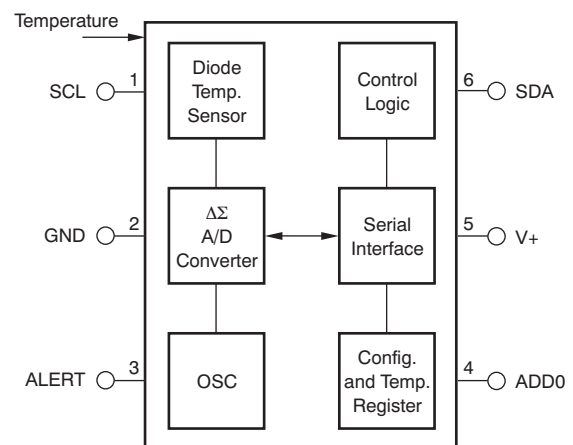 Temperature
SCL
1
Diode
Temp.
Sensor
Control
Logic
6
SDA
GND
2
ΔΣ
A/D
Converter
Serial
Interface
5
V+
ALERT
3
OSC
Config.
and Temp.
Register
4
ADD0